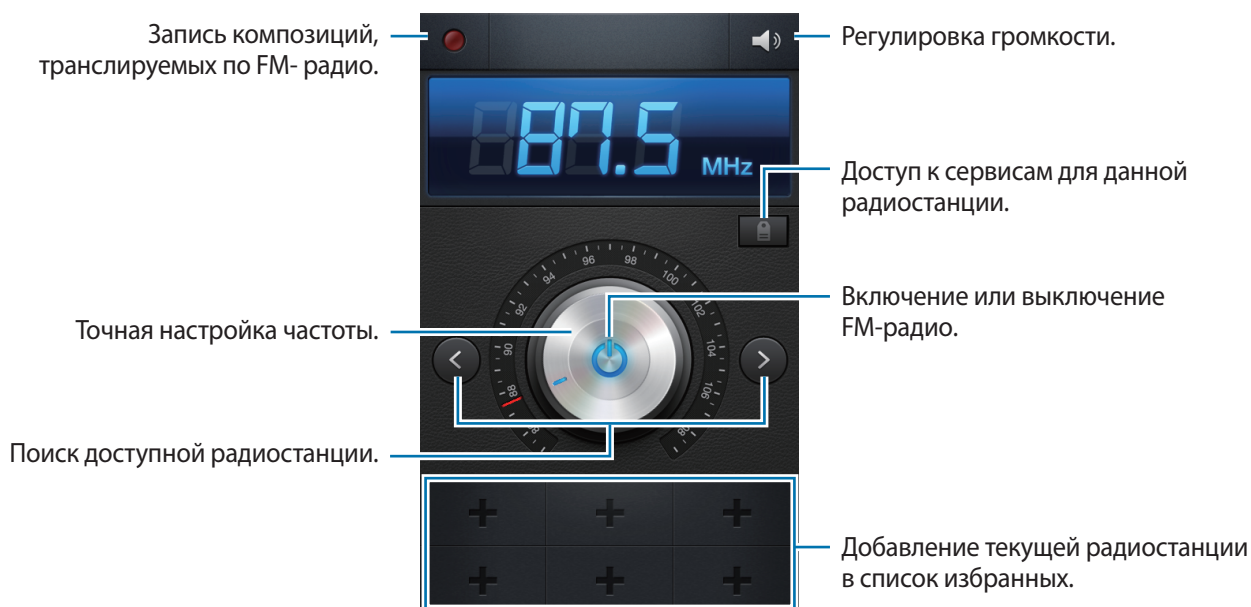 Запись композиций,
транслируемых по FM- радио.
Регулировка громкости.
87.5 MHz
Доступ к сервисам для данной
радиостанции.
Точная настройка частоты.
88
90
92
94
96
98
100
102
104
106
108
Включение или выключение
FM-радио.
Поиск доступной радиостанции.
Добавление текущей радиостанции
в список избранных.